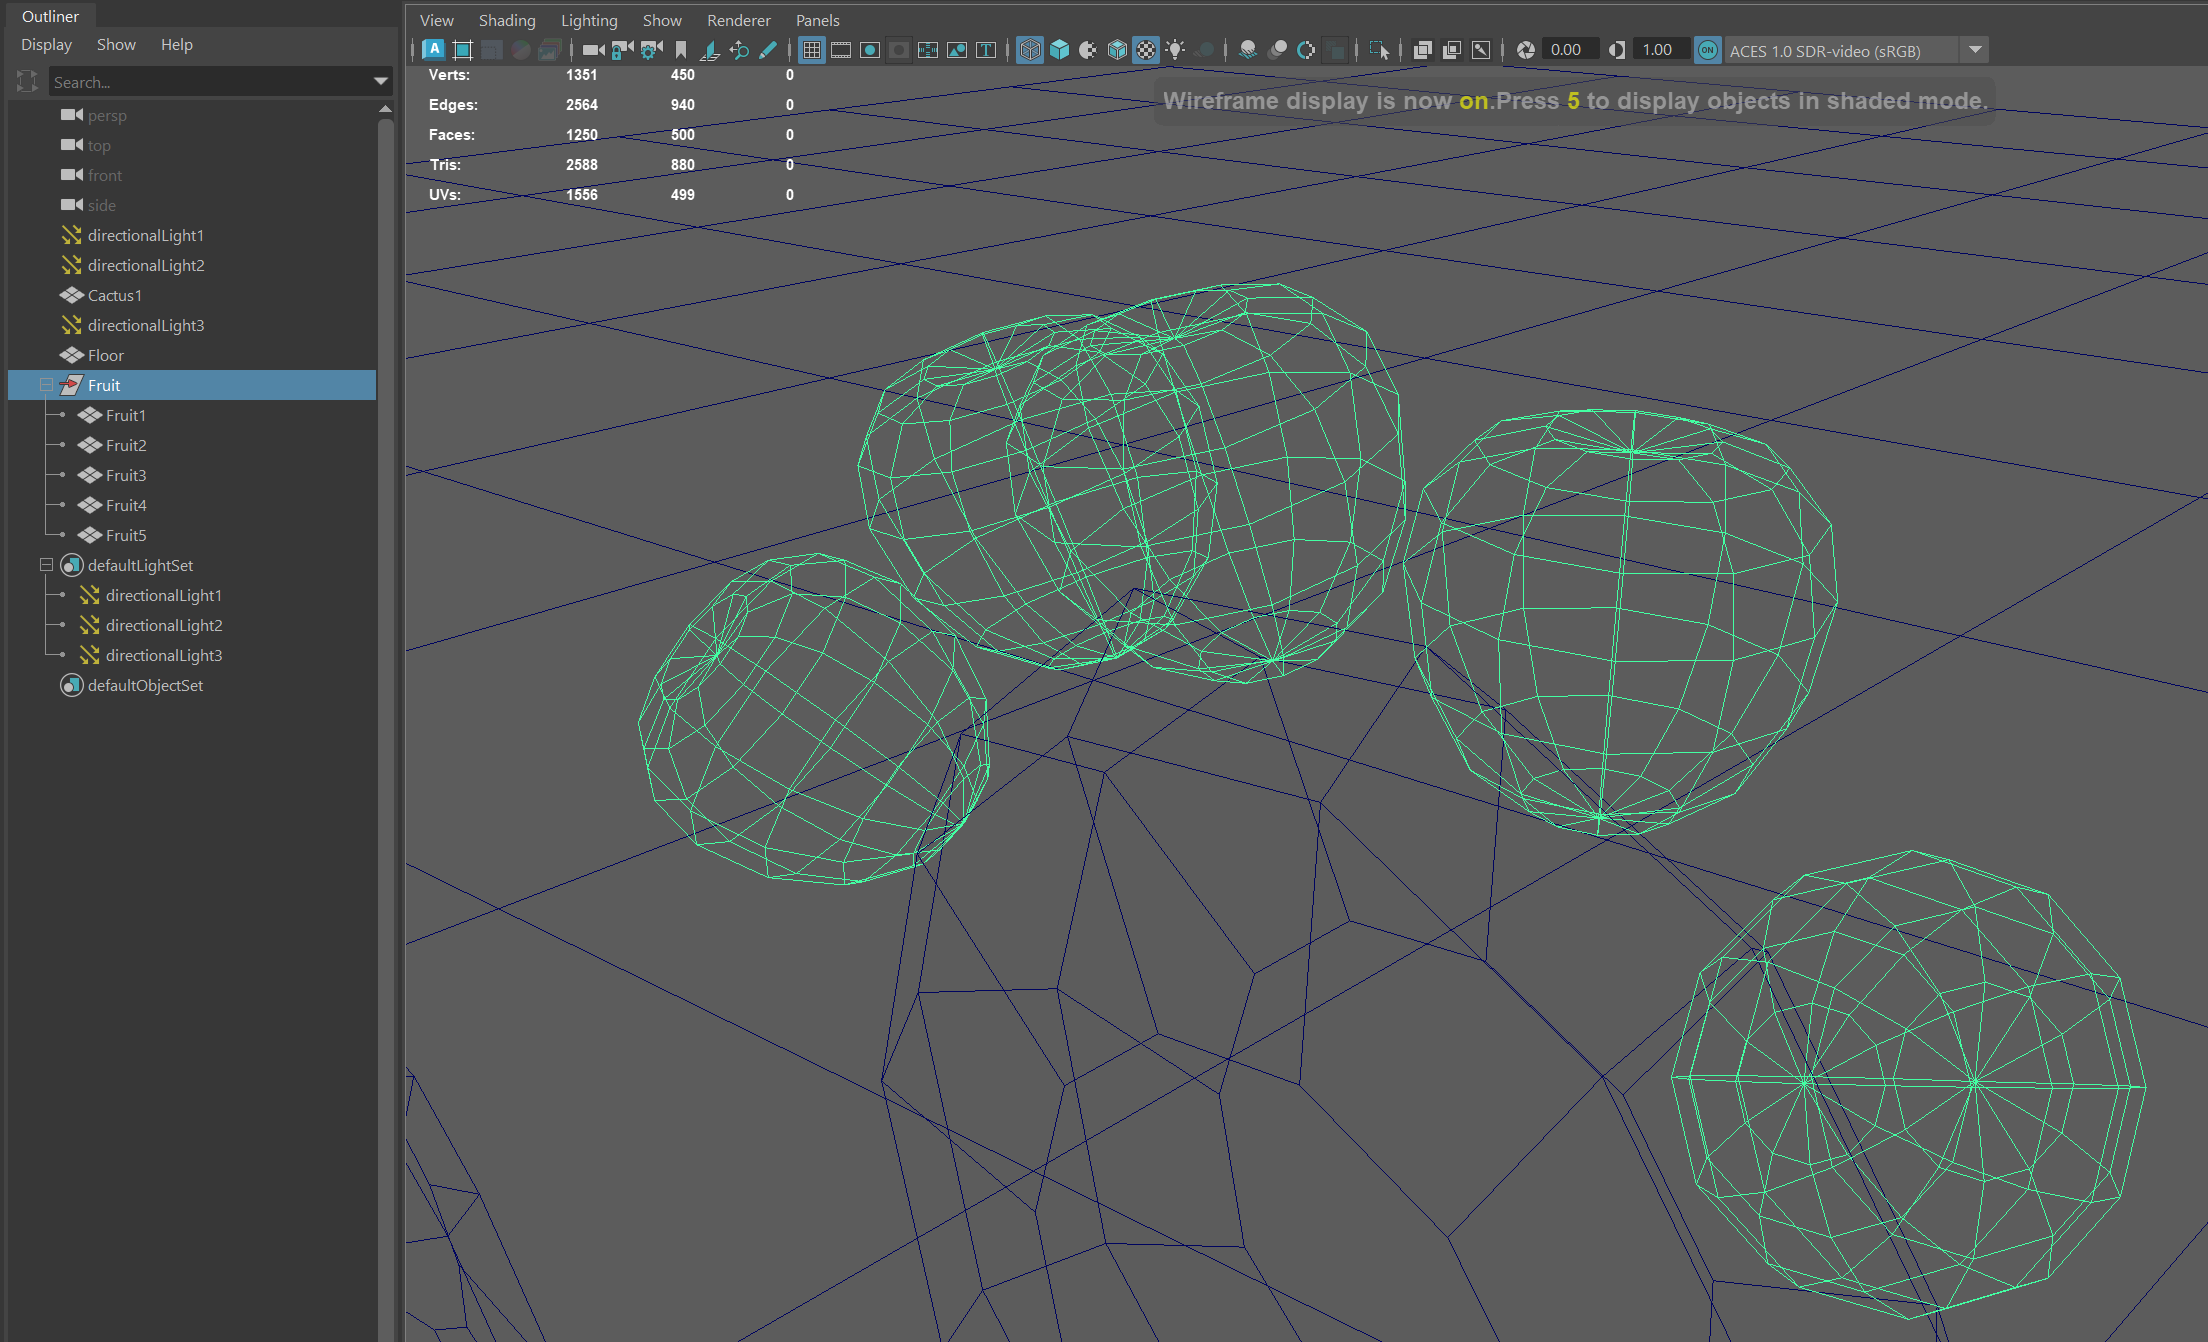 Outliner
Display Show Help
Search...
persp
top
front
side
directionalLight1
directionalLight2
Cactus1
directionalLight3
Floor
Fruit
Fruit1
Fruit2
Fruit3
Fruit4
Fruit5
defaultLightSet
directionalLight1
directionalLight2
directionalLight3
defaultObjectSet
View Shading Lighting Show Renderer Panels
A T 0.00 1.00 ON ACES 1.0 SDR-video (sRGB)
Verts: 1351 450 0
Edges: 2564 940 0
Faces: 1250 500 0
Tris: 2588 880 0
UVs: 1556 499 0
Wireframe display is now on.Press 5 to display objects in shaded mode.